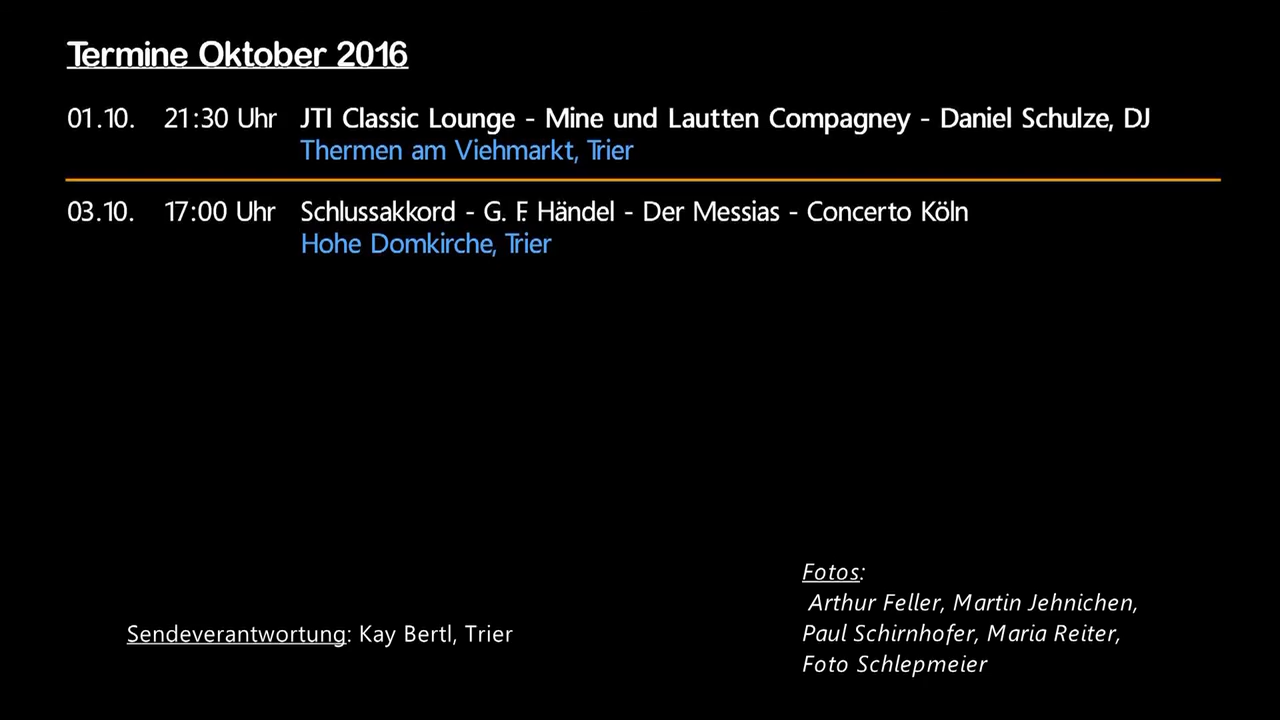 Termine Oktober 2016
01.10. 21:30 Uhr JTI Classic Lounge - Mine und Lautten Compagney - Daniel Schulze, DJ
Thermen am Viehmarkt, Trier
03.10. 17:00 Uhr Schlussakkord - G. F. Händel - Der Messias - Concerto Köln
Hohe Domkirche, Trier
Sendeverantwortung: Kay Bertl, Trier
Fotos:
Arthur Feller, Martin Jehnichen,
Paul Schirnhofer, Maria Reiter,
Foto Schlepmeier